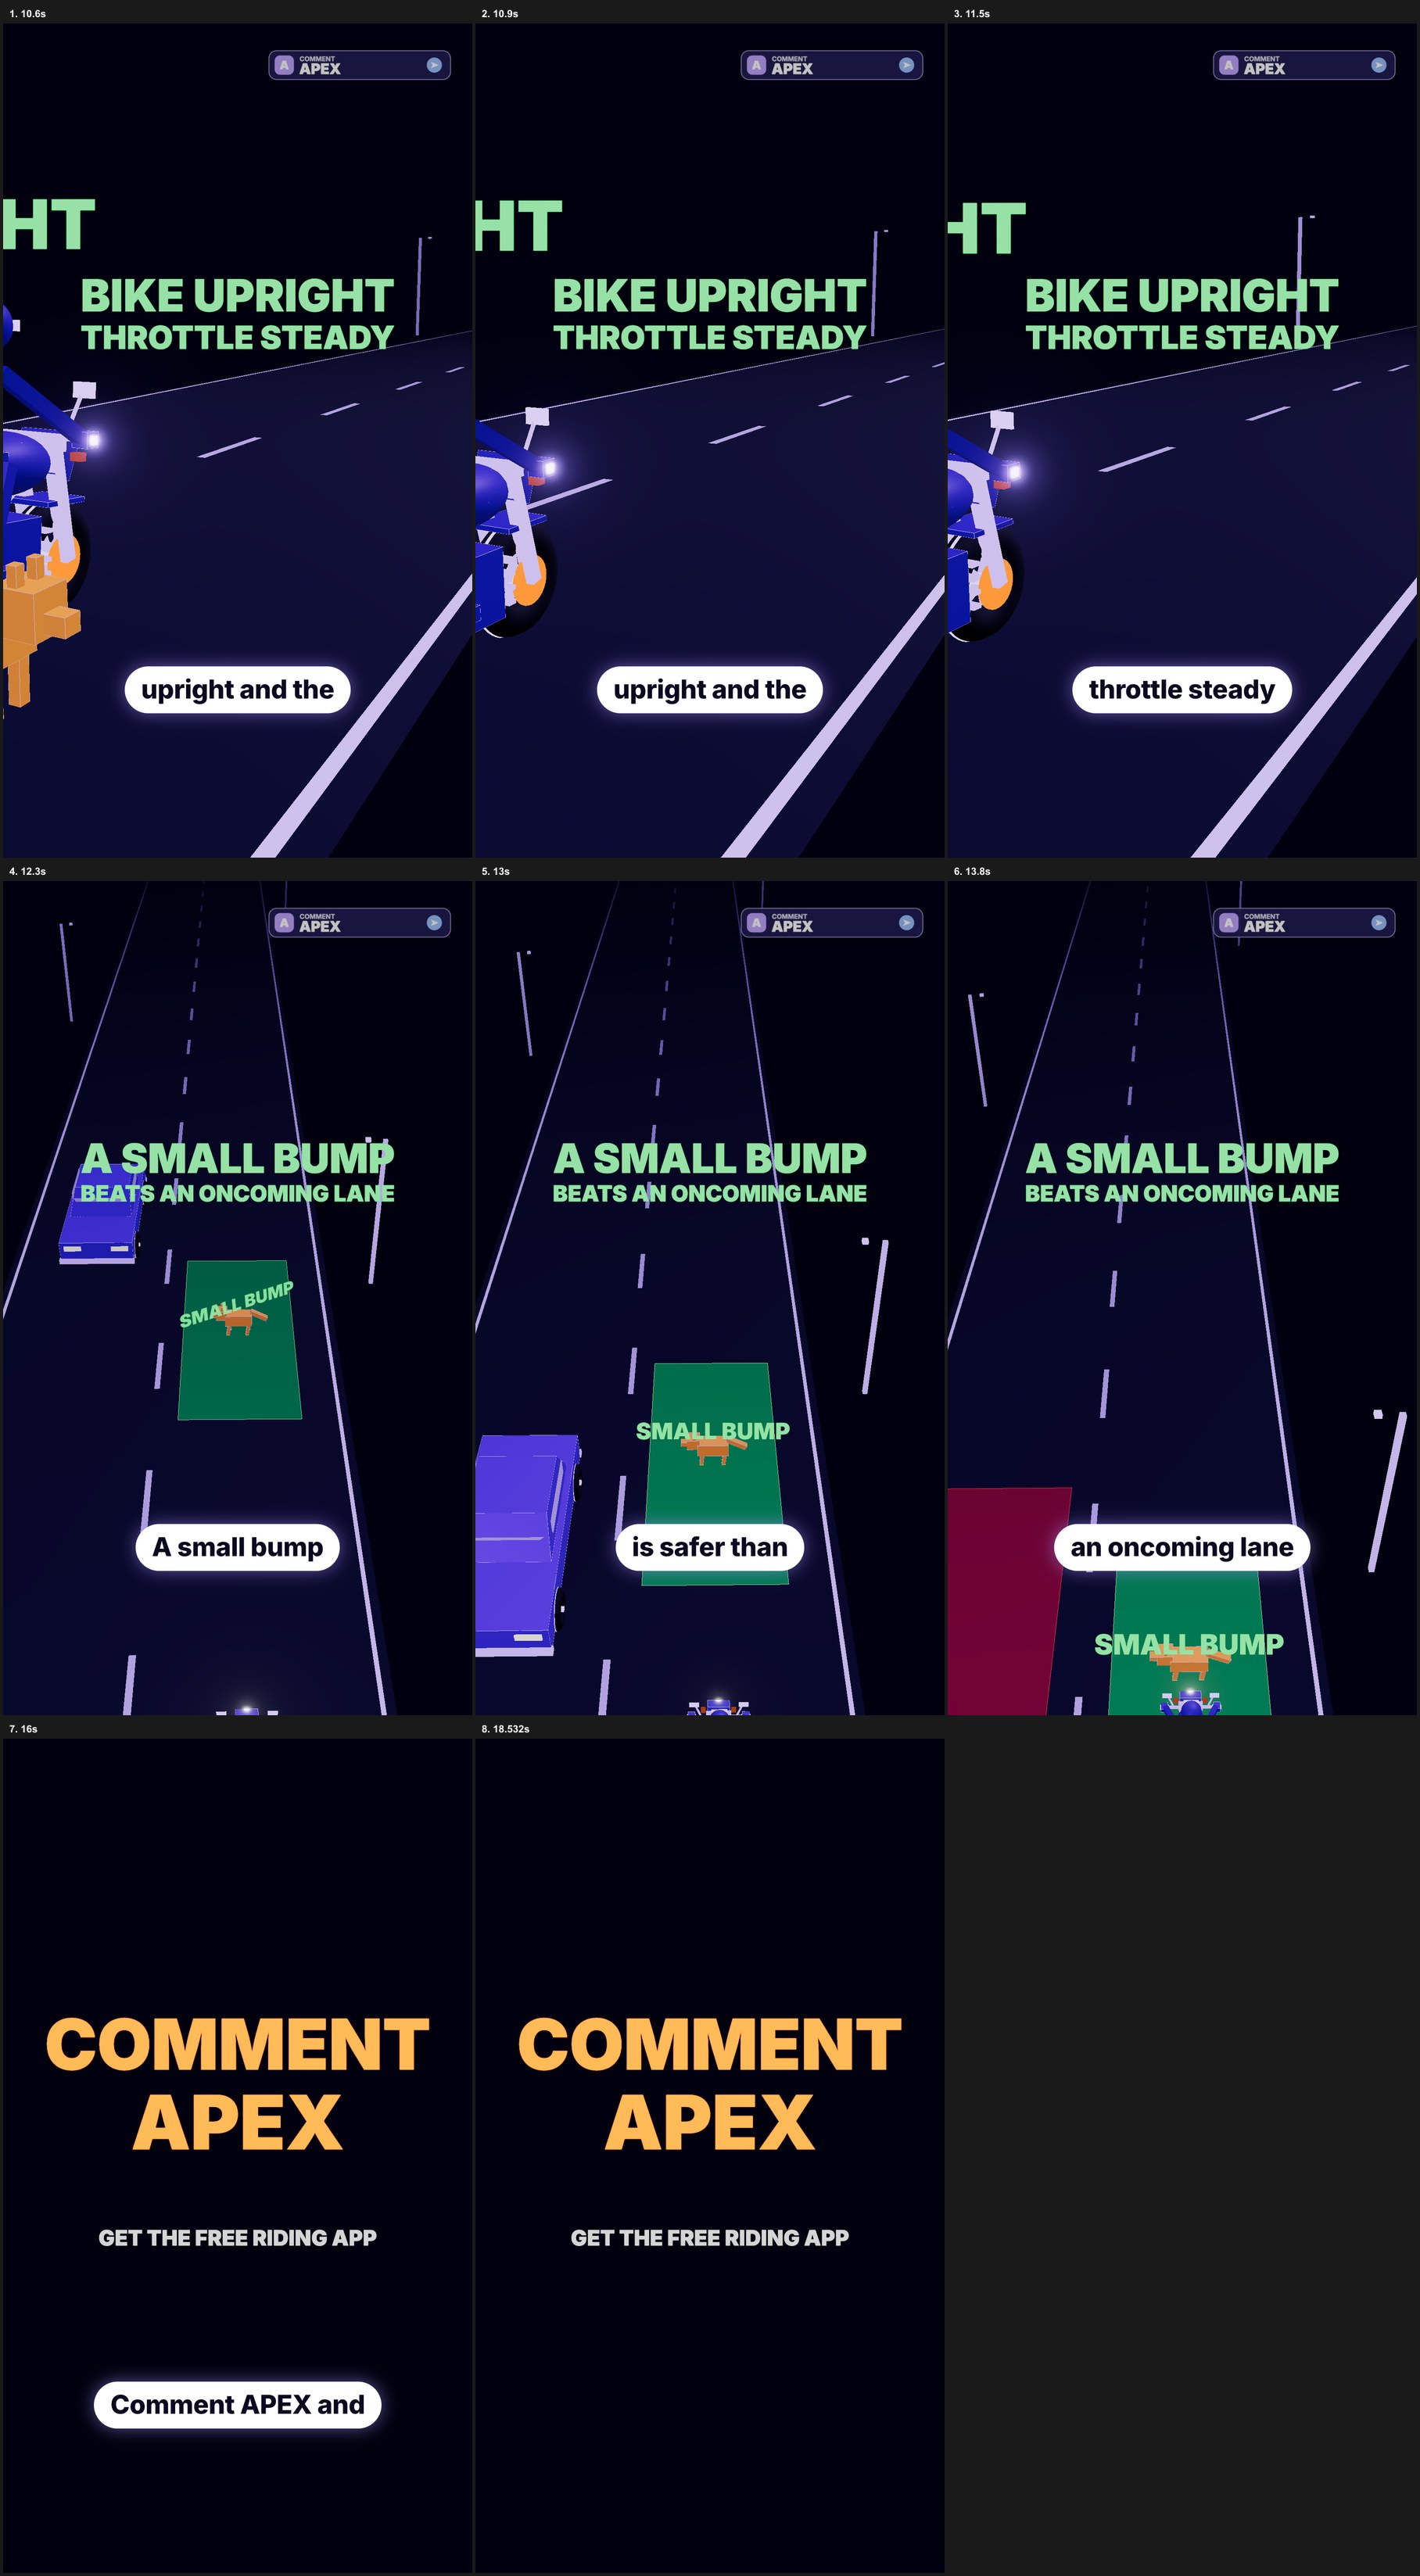 1. 10.6s
COMMENT
A APEX
HT
BIKE UPRIGHT
THROTTLE STEADY
upright and the
2. 10.9s
COMMENT
A APEX
HT
BIKE UPRIGHT
THROTTLE STEADY
upright and the
3. 11.5s
COMMENT
A APEX
HT
BIKE UPRIGHT
THROTTLE STEADY
throttle steady
4. 12.3s
COMMENT
A APEX
A SMALL BUMP
BEATS AN ONCOMING LANE
SMALL BUMP
A small bump
5. 13s
COMMENT
A APEX
A SMALL BUMP
BEATS AN ONCOMING LANE
SMALL BUMP
is safer than
6. 13.8s
COMMENT
A APEX
A SMALL BUMP
BEATS AN ONCOMING LANE
an oncoming lane
SMALL BUMP
7. 16s
COMMENT
APEX
GET THE FREE RIDING APP
Comment APEX and
8. 18.532s
COMMENT
APEX
GET THE FREE RIDING APP